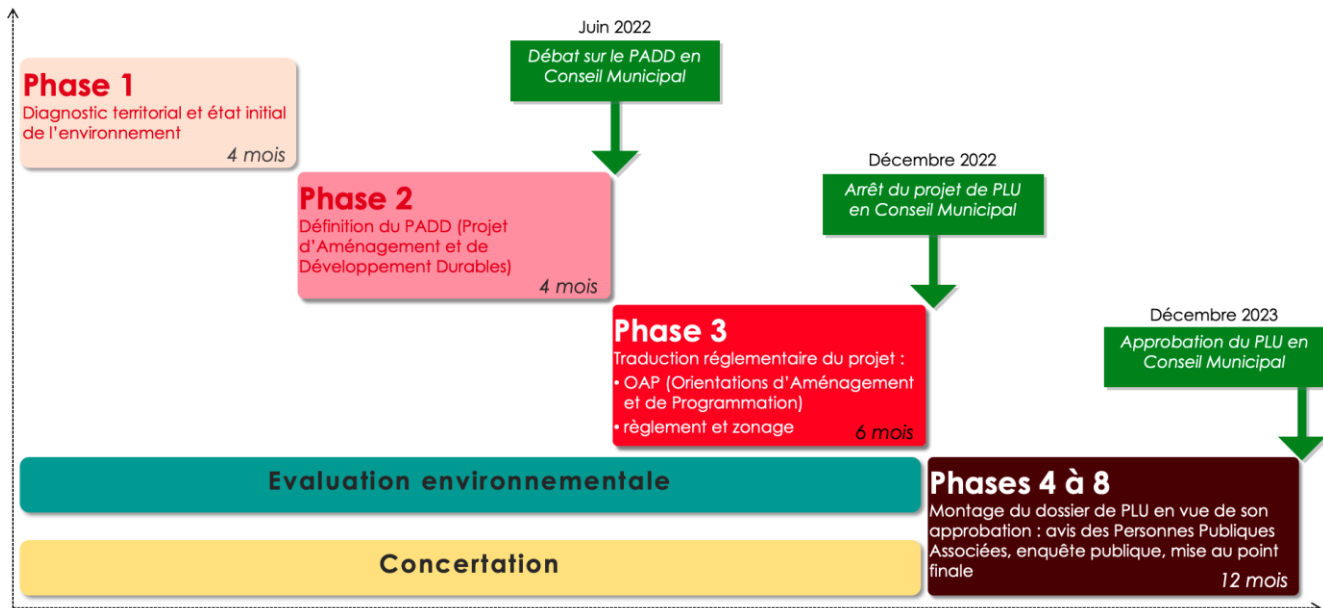 Phase 1
Diagnostic territorial et état initial
de l'environnement
4 mois
Juin 2022
Débat sur le PADD en
Conseil Municipal
Phase 2
Définition du PADD (Projet
d'Aménagement et de
Développement Durables)
4 mois
Décembre 2022
Arrêt du projet de PLU
en Conseil Municipal
Phase 3
Traduction réglementaire du projet :
• OAP (Orientations d'Aménagement
et de Programmation)
• règlement et zonage
6 mois
Décembre 2023
Approbation du PLU en
Conseil Municipal
Evaluation environnementale
Concertation
Phases 4 à 8
Montage du dossier de PLU en vue de son
approbation : avis des Personnes Publiques
Associées, enquête publique, mise au point
finale
12 mois